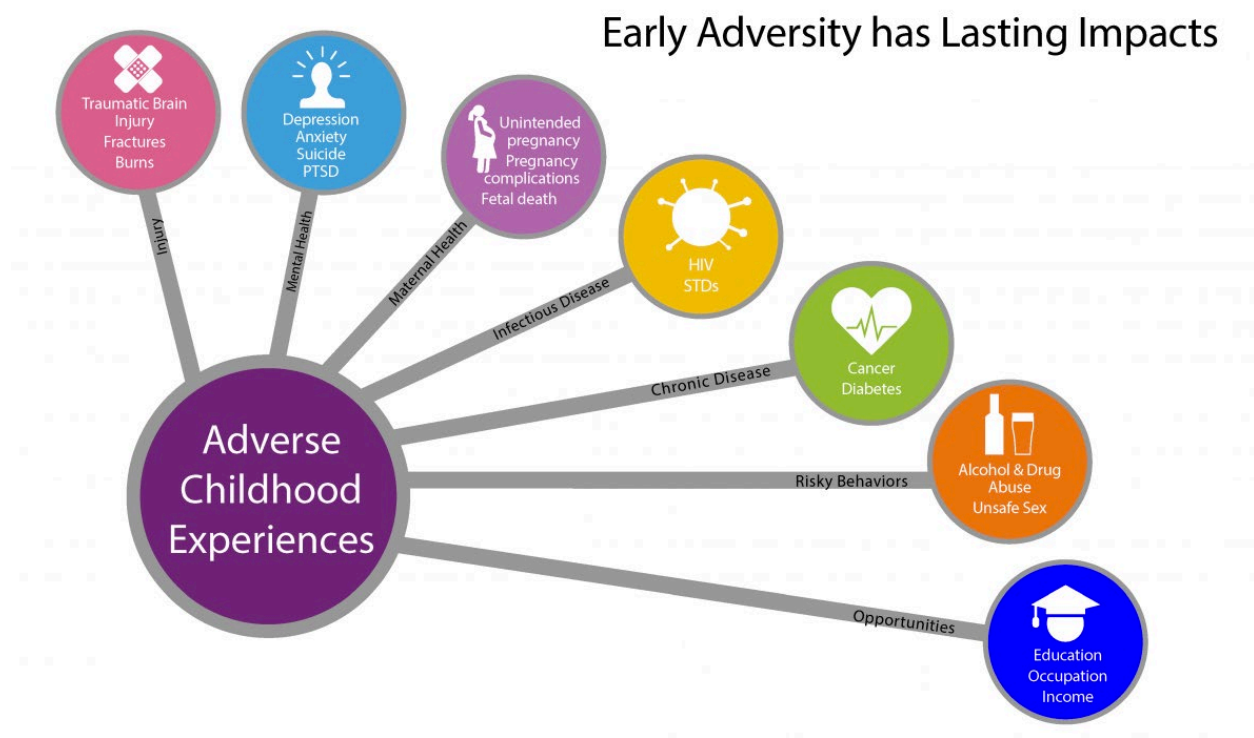 Early Adversity has Lasting Impacts
Traumatic Brain
Injury
Fractures
Burns
Injury
Depression
Anxiety
Suicide
PTSD
Mental Health
Unintended
pregnancy
Pregnancy
complications
Fetal death
Maternal Health
HIV
STDs
Infectious Disease
Cancer
Diabetes
Chronic Disease
Alcohol & Drug
Abuse
Unsafe Sex
Risky Behaviors
Education
Occupation
Income
Opportunities
Adverse
Childhood
Experiences